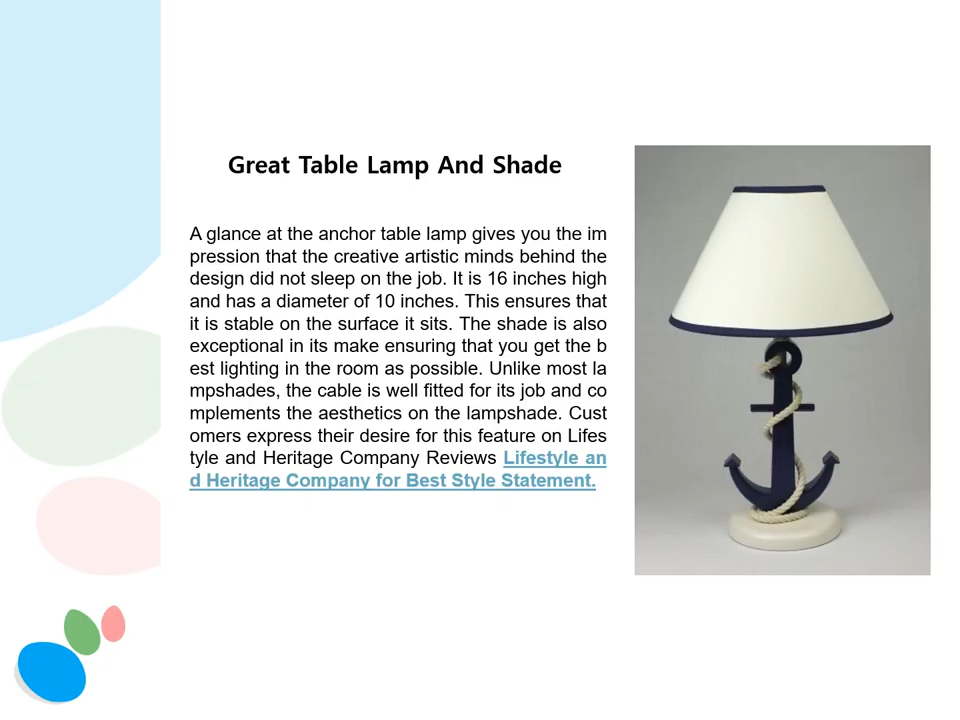 Great Table Lamp And Shade
A glance at the anchor table lamp gives you the im
pression that the creative artistic minds behind the
design did not sleep on the job. It is 16 inches high
and has a diameter of 10 inches. This ensures that
it is stable on the surface it sits. The shade is also
exceptional in its make ensuring that you get the b
est lighting in the room as possible. Unlike most la
mpshades, the cable is well fitted for its job and co
mplements the aesthetics on the lampshade. Cust
omers express their desire for this feature on Lifes
tyle and Heritage Company Reviews Lifestyle an
d Heritage Company for Best Style Statement.